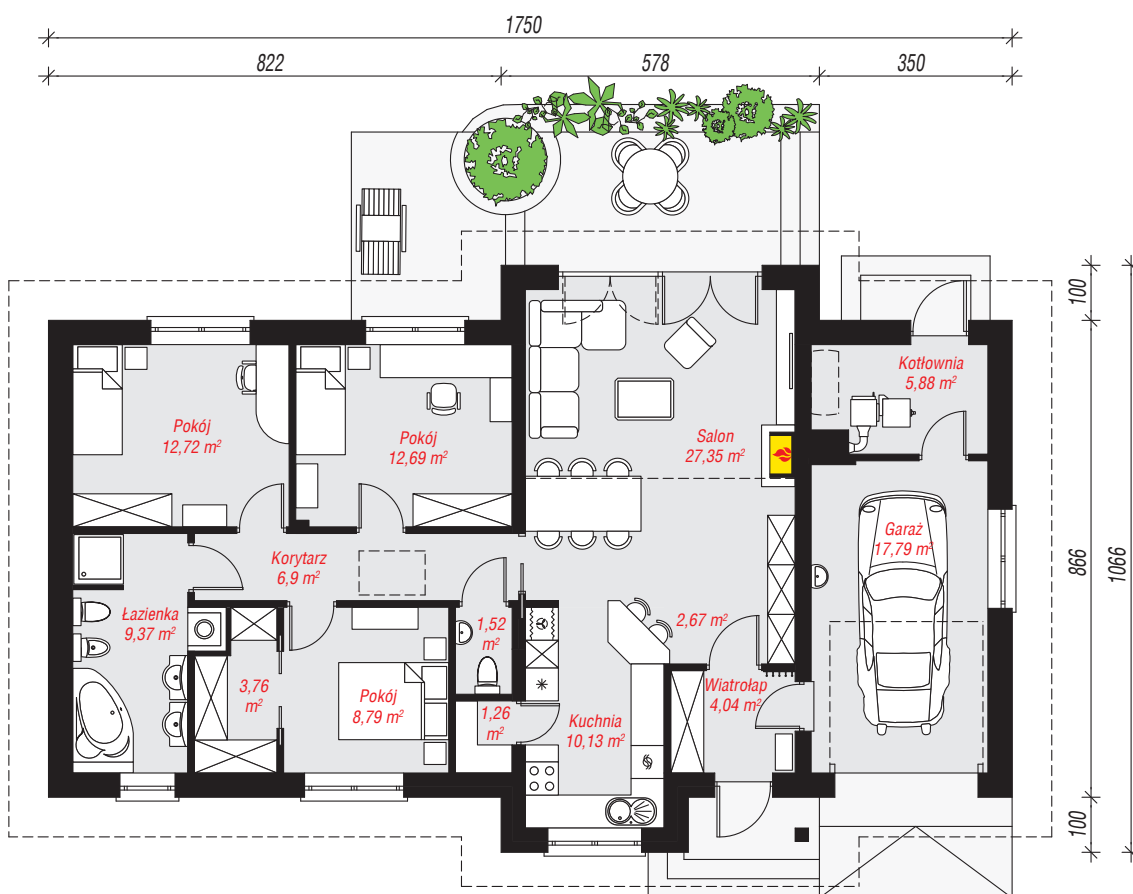 1750
822
578
350
100
866
1066
100
Kotłownia
5,88 m²
Pokój
12,72 m²
Pokój
12,69 m²
Salon
27,35 m²
Garaż
17,79 m²
Korytarz
6,9 m²
Łazienka
9,37 m²
1,52
m²
2,67 m²
3,76
m²
Pokój
8,79 m²
Wiatrołap
4,04 m²
1,26
m²
Kuchnia
10,13 m²